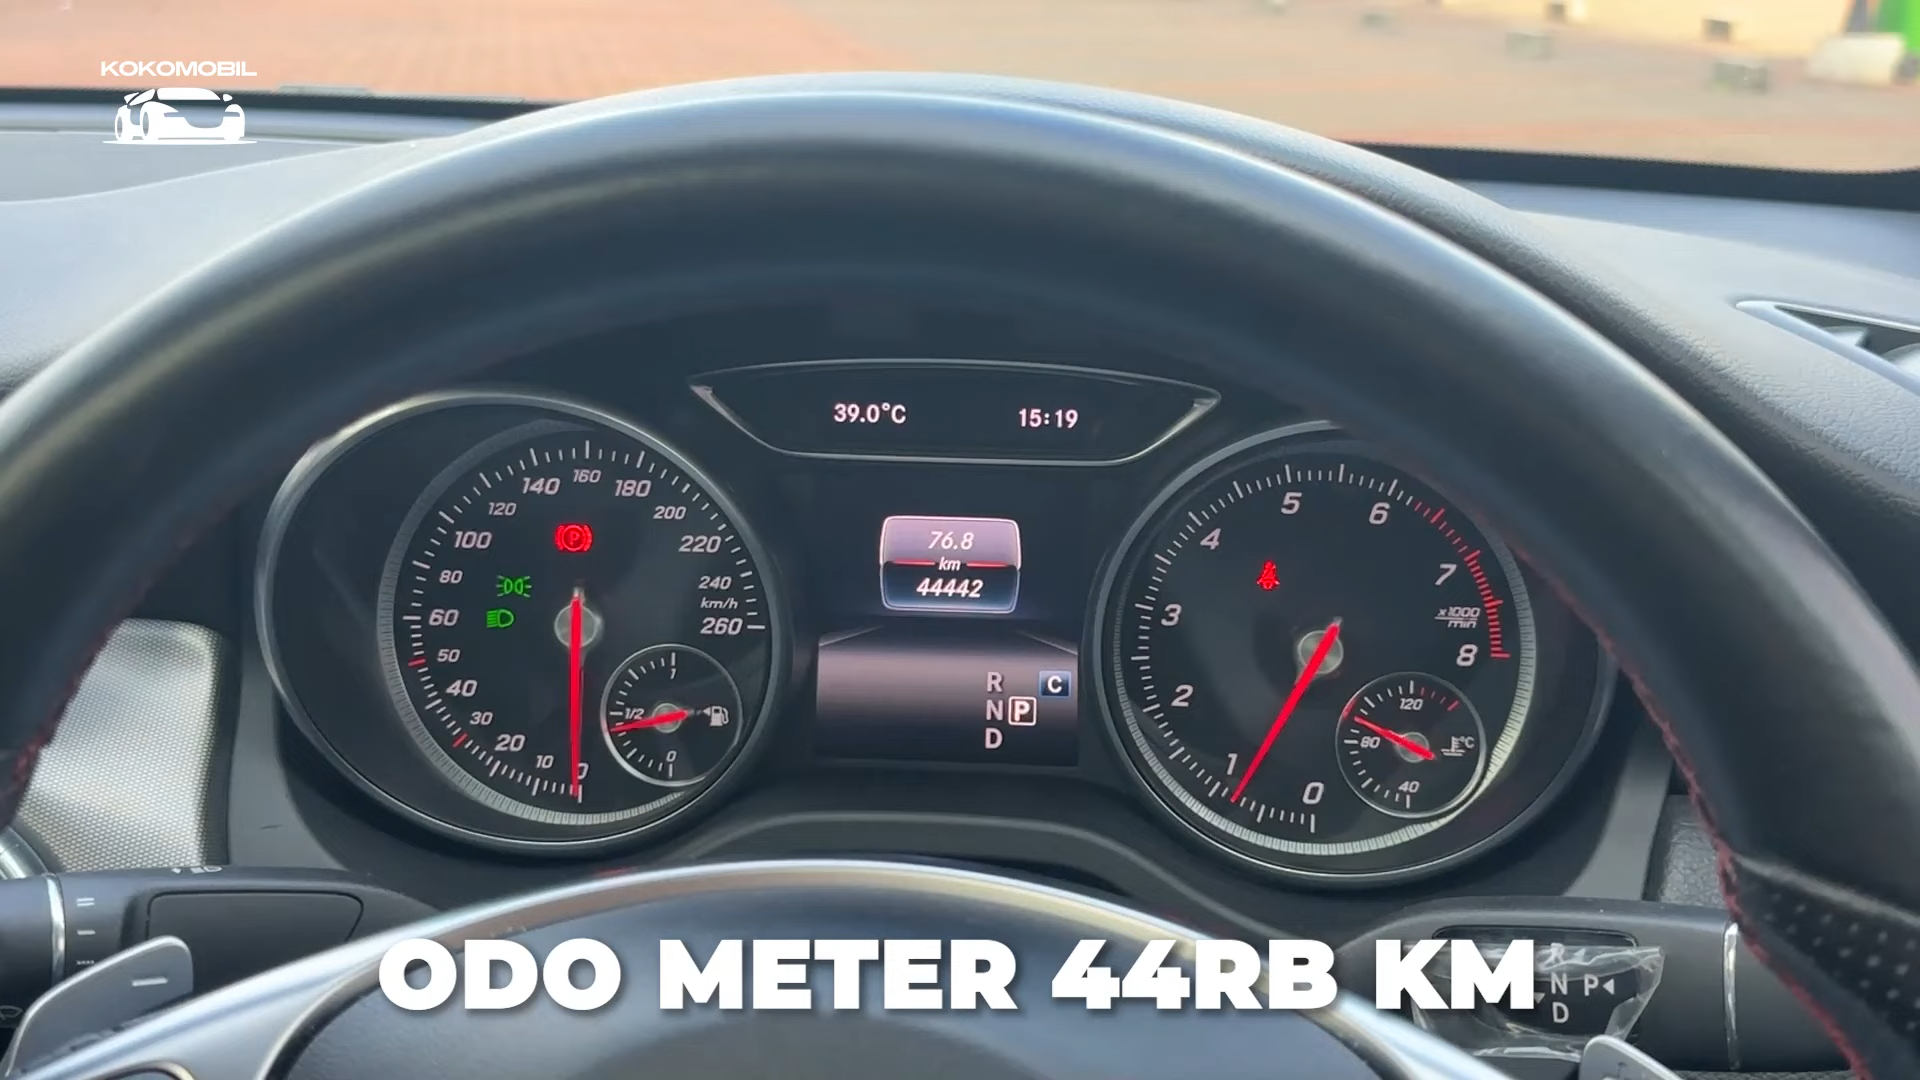 KOKOMOBIL
39.0°C 15:19
76.8
km
44442
R C
N P
D
0 10 20 30 40 50 60 80 100 120 140 160 180 200 220 240 260
km/h
P
1
1/2
0
0 1 2 3 4 5 6 7 8
x1000
min
120
80
40
°C
ODO METER 44RB KM
R
N P
D